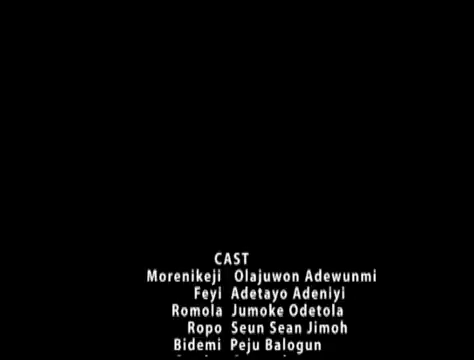 CAST
Morenikeji Olajuwon Adewunmi
Feyi Adetayo Adeniyi
Romola Jumoke Odetola
Ropo Seun Sean Jimoh
Bidemi Peju Balogun